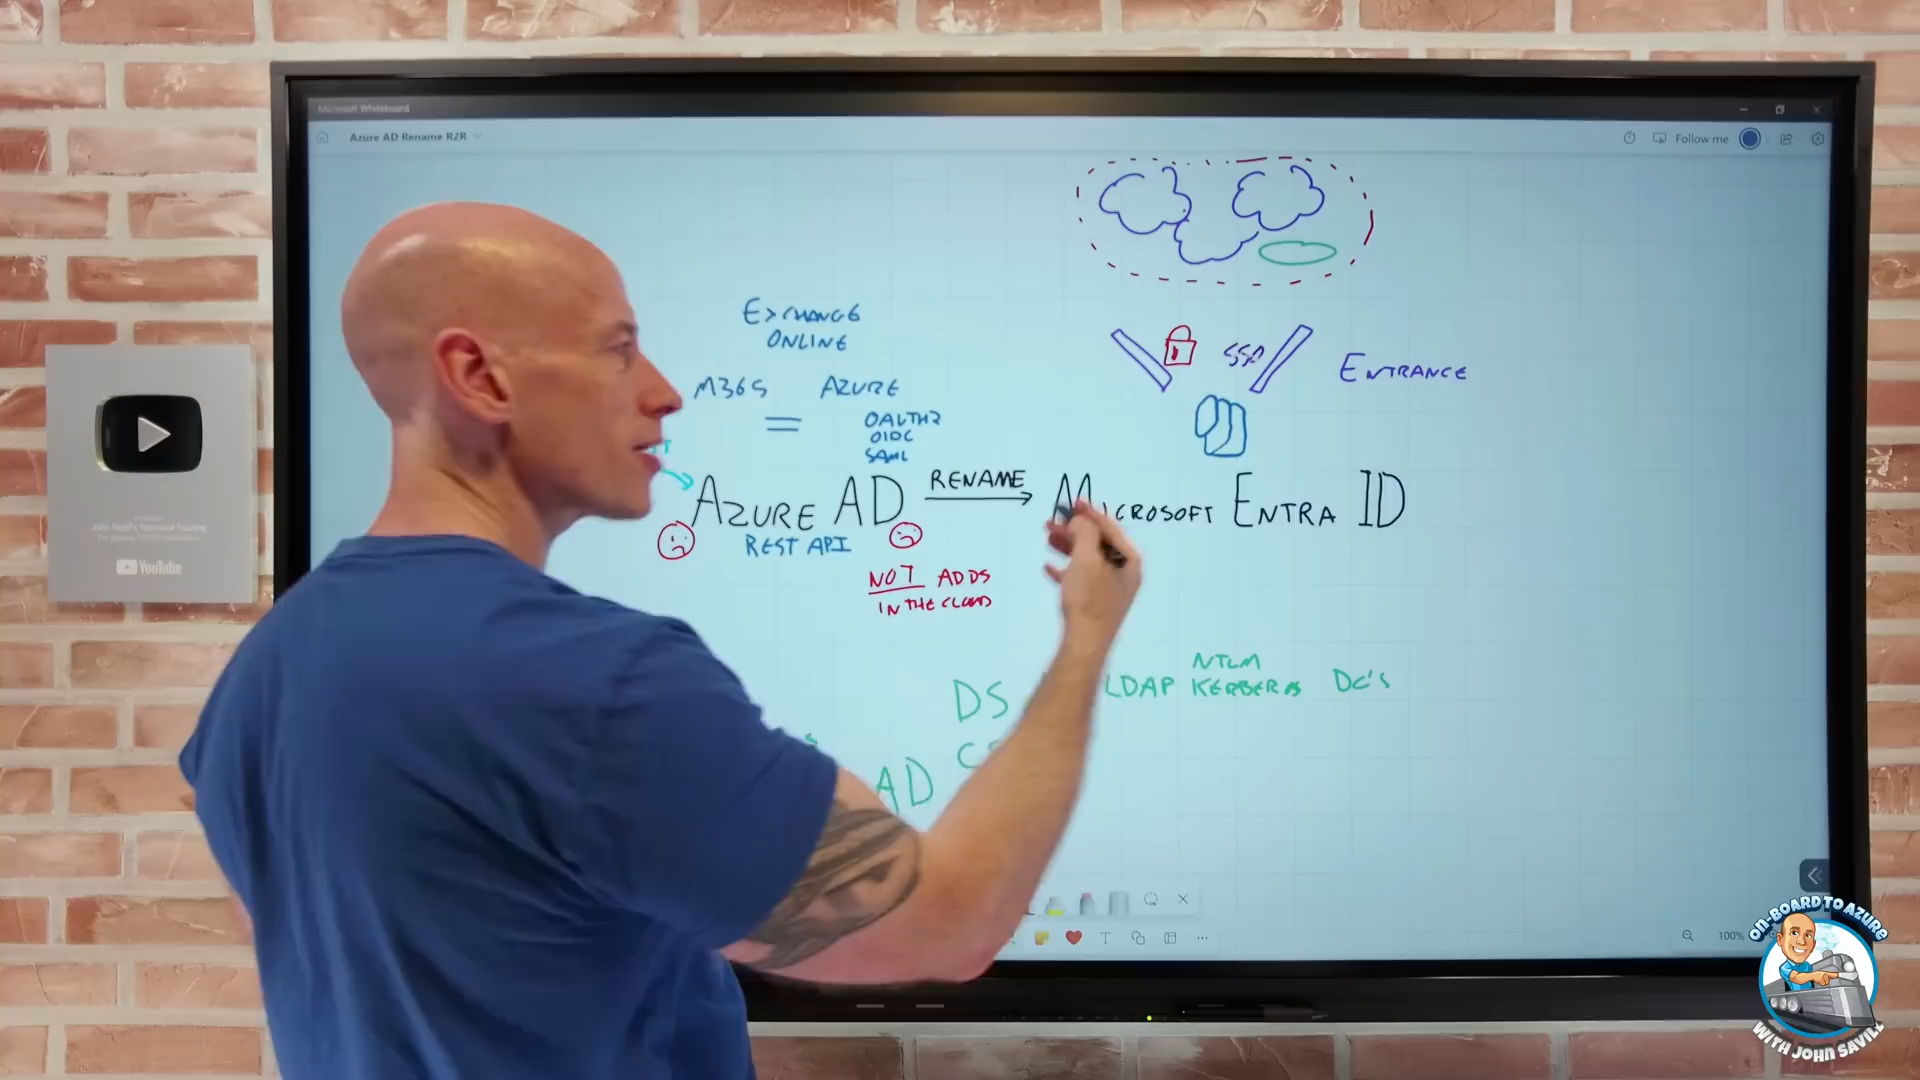 Microsoft Whiteboard
Azure AD Rename R2R
Follow me
EXCHANGE
ONLINE
M365
AZURE
OAUTH2
OIDC
SAML
SSO
ENTRANCE
AZURE AD
RENAME
MICROSOFT ENTRA ID
REST API
NOT ADDS
IN THE CLOUD
DS
LDAP
NTLM
KERBEROS
DC'S
AD
YouTube
100%
ON-BOARD TO AZURE
WITH JOHN SAVILL